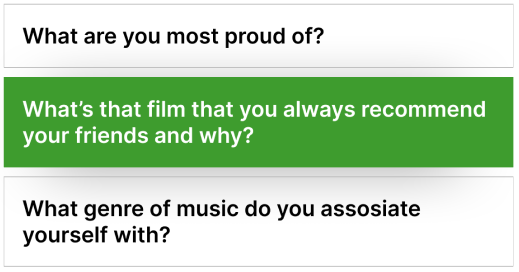 What are you most proud of?
What’s that film that you always recommend
your friends and why?
What genre of music do you assosiate
yourself with?